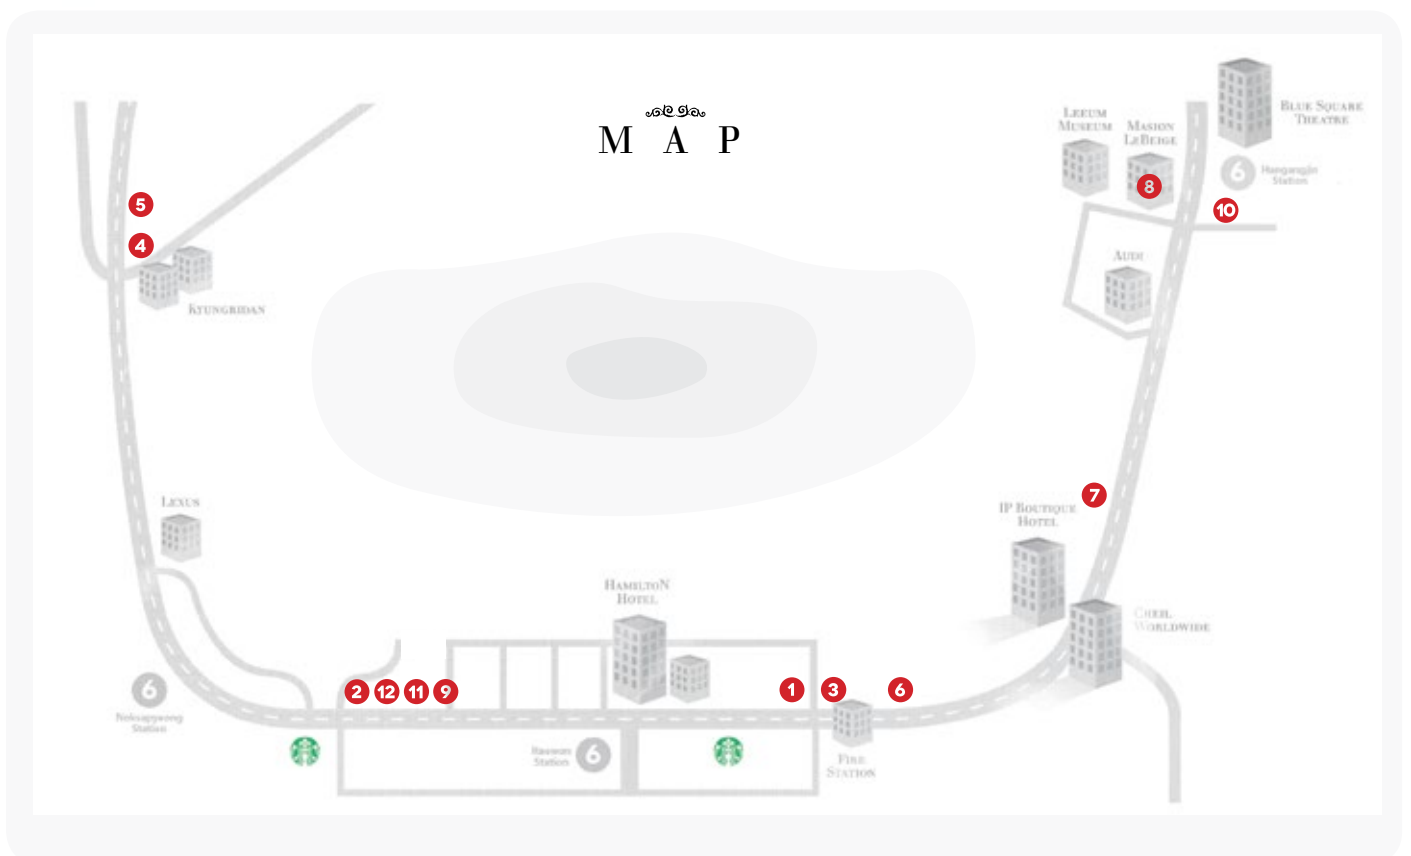 MAP
BLUE SQUARE
THEATRE
LEEUM
MUSEUM
MASION
LEBEIGE
8
6
Hangangjin
Station
10
5
4
AUDI
KYUNGRIDAN
7
IP BOUTIQUE
HOTEL
LEXUS
HAMILTON
HOTEL
CHEIL
WORLDWIDE
6
Noksapyeong
Station
2
12
11
9
1
3
6
Itaewon
Station
6
FIRE
STATION